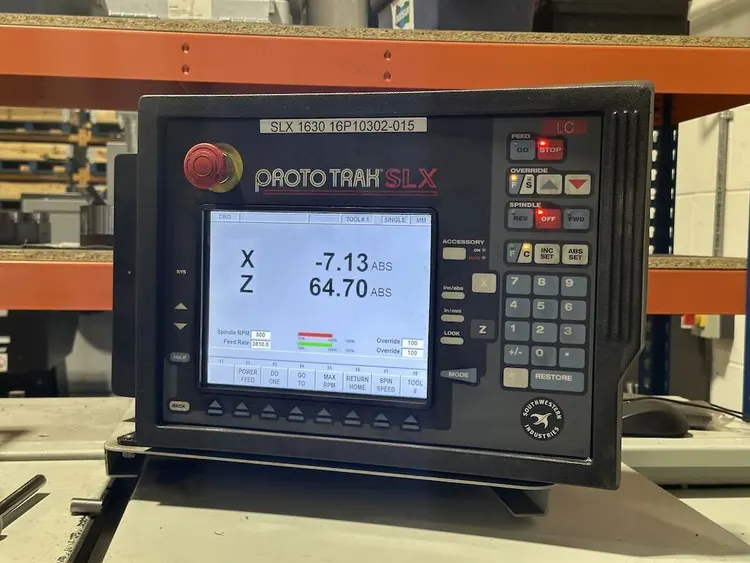 SLX 1630 16P10302-015
LC
PROTO TRAK SLX
FEED
GO STOP
OVERRIDE
F/S
SPINDLE
REV OFF FWD
F/C INC SET ABS SET
DRO TOOL# 1 SINGLE MM
X -7.13 ABS
Z 64.70 ABS
Spindle RPM 500
Feed Rate 3810.0
Override 100
Override 100
POWER FEED
DO ONE
GO TO
MAX RPM
RETURN HOME
SPIN SPEED
TOOL #
SYS
HELP
BACK
ACCESSORY
ON
inc/abs
in/mm
LOOK
MODE
X
Z
7 8 9
4 5 6
1 2 3
+/- 0 .
RESTORE
SOUTHWESTERN INDUSTRIES